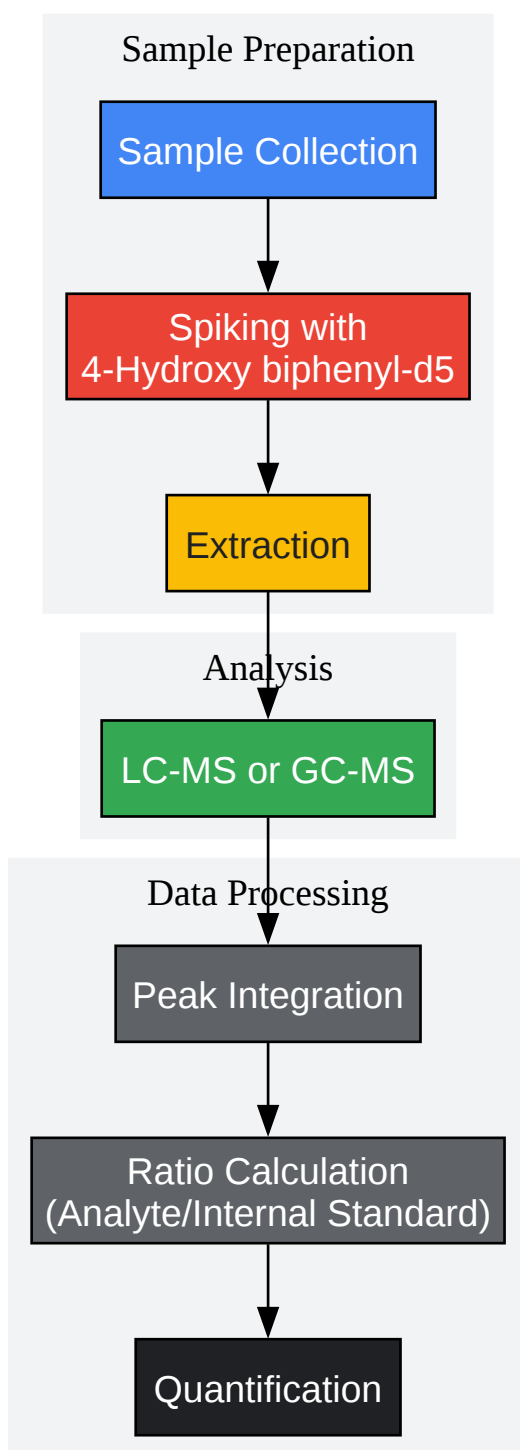 Sample Preparation
Sample Collection
Spiking with
4-Hydroxy biphenyl-d5
Extraction
Analysis
LC-MS or GC-MS
Data Processing
Peak Integration
Ratio Calculation
(Analyte/Internal Standard)
Quantification